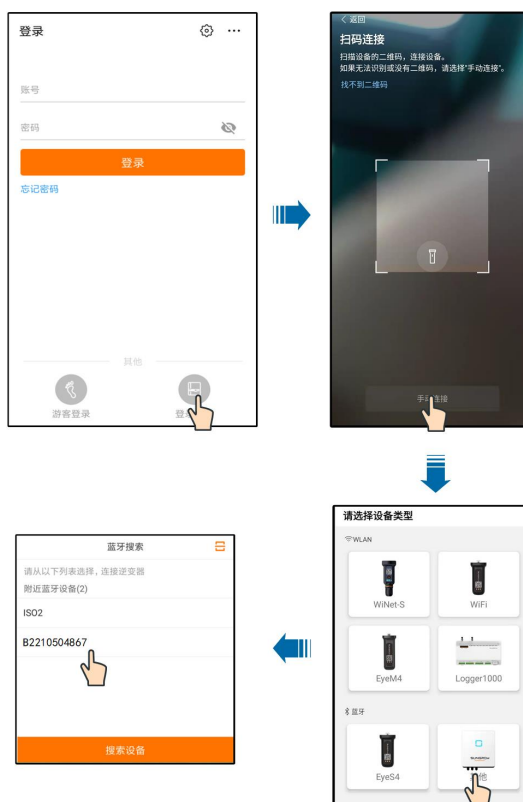 登录
账号
密码
登录
忘记密码
其他
游客登录
登
返回
扫码连接
扫描设备的二维码，连接设备。
如果无法识别或没有二维码，请选择“手动连接”。
找不到二维码
手动连接
请选择设备类型
WLAN
WiNet-S
WiFi
EyeM4
Logger1000
蓝牙
EyeS4
其他
蓝牙搜索
请从以下列表选择，连接逆变器
附近蓝牙设备(2)
ISO2
B2210504867
搜索设备